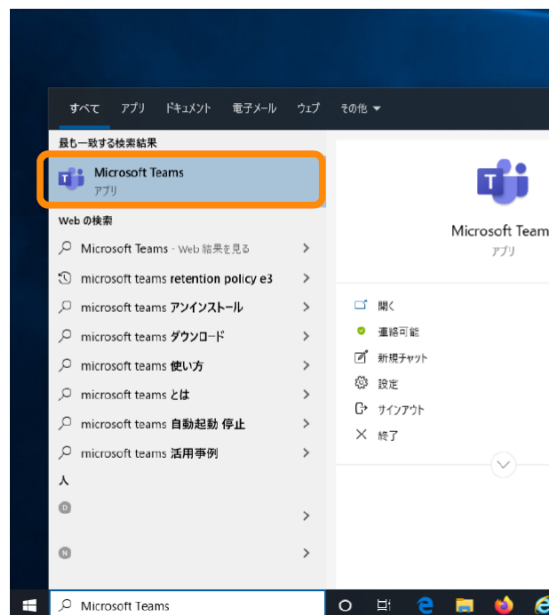 すべて アプリ ドキュメント 電子メール ウェブ その他
最も一致する検索結果
Microsoft Teams
アプリ
Web の検索
Microsoft Teams - Web 結果を見る
microsoft teams retention policy e3
microsoft teams アンインストール
microsoft teams ダウンロード
microsoft teams 使い方
microsoft teams とは
microsoft teams 自動起動 停止
microsoft teams 活用事例
人
D
N
Microsoft Teams
Microsoft Team
アプリ
開く
連絡可能
新規チャット
設定
サインアウト
終了